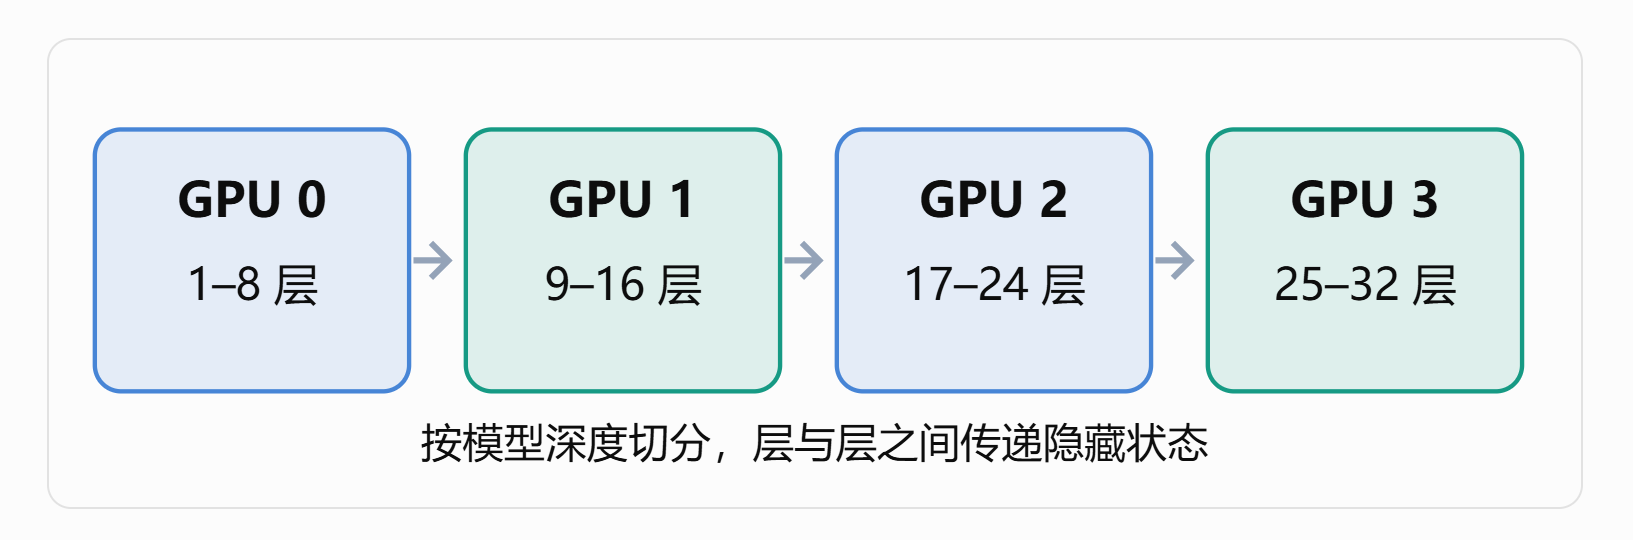 GPU 0
1–8 层
GPU 1
9–16 层
GPU 2
17–24 层
GPU 3
25–32 层
按模型深度切分，层与层之间传递隐藏状态